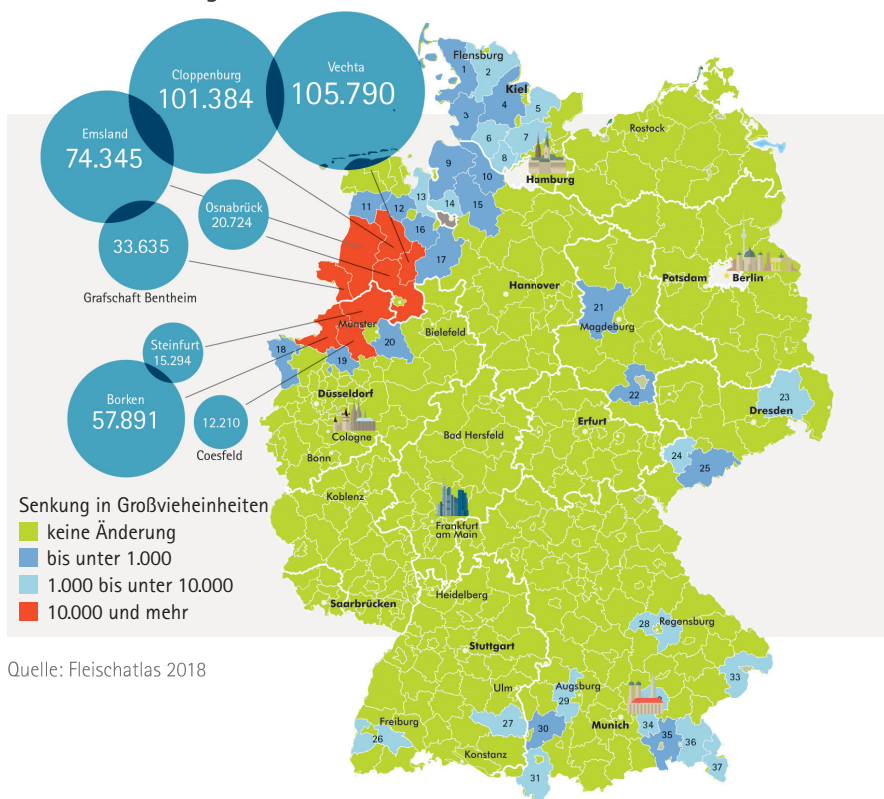 Vechta
105.790
Cloppenburg
101.384
Emsland
74.345
Osnabrück
20.724
33.635
Grafschaft Bentheim
Steinfurt
15.294
Borken
57.891
12.210
Coesfeld
Flensburg
1
2
Kiel
3
4
5
6
7
8
Rostock
Hamburg
9
10
11
12
13
14
15
16
17
Hannover
Potsdam
Berlin
21
Magdeburg
Münster
Bielefeld
18
19
20
22
23
Düsseldorf
Cologne
Bonn
Bad Hersfeld
Erfurt
Dresden
24
25
Koblenz
Frankfurt
am Main
Saarbrücken
Heidelberg
Stuttgart
28
Regensburg
Ulm
Augsburg
29
33
Munich
34
35
36
37
Freiburg
26
27
30
Konstanz
31
Senkung in Großvieheinheiten
keine Änderung
bis unter 1.000
1.000 bis unter 10.000
10.000 und mehr
Quelle: Fleischatlas 2018